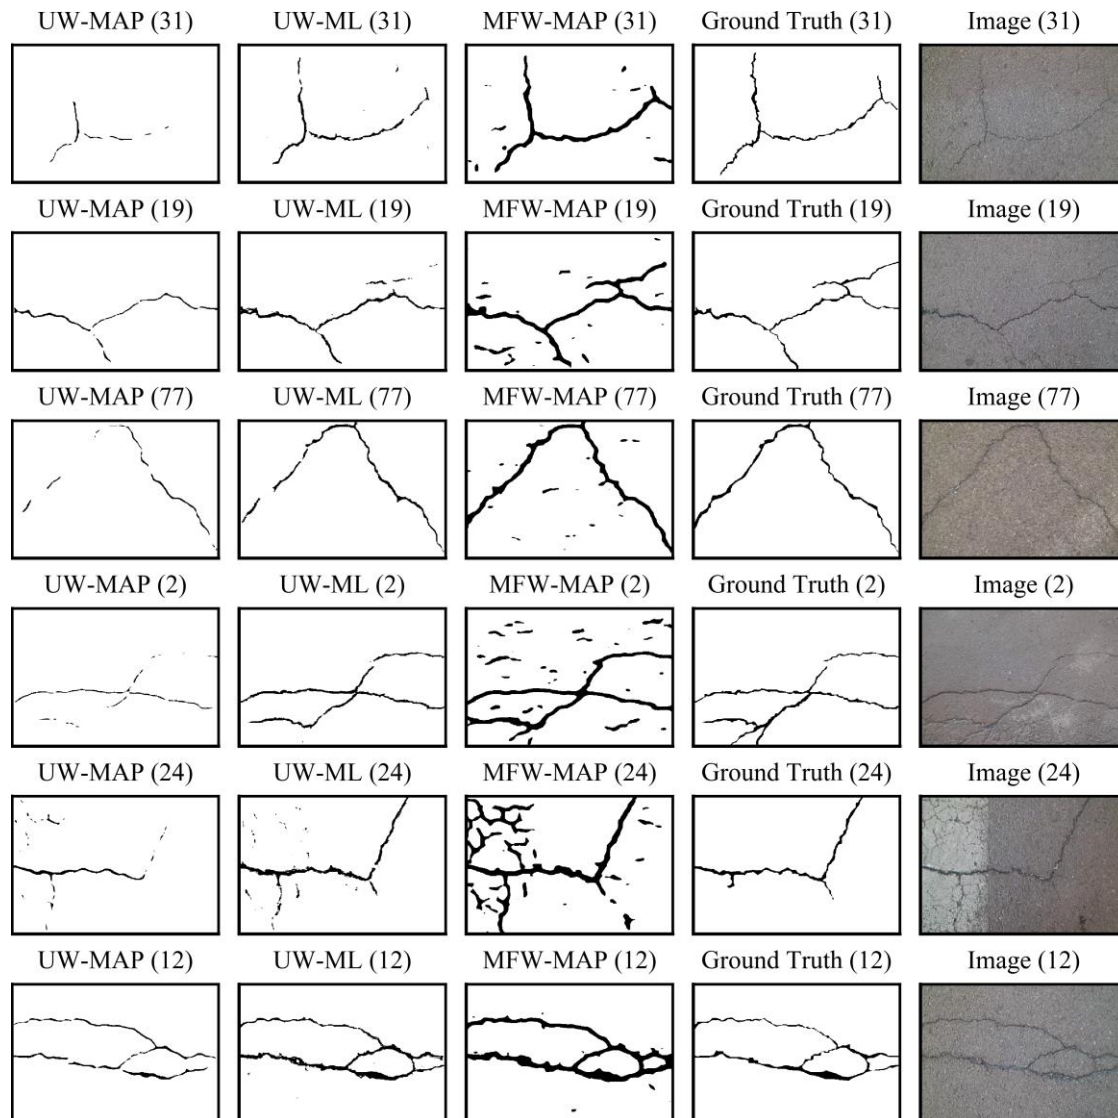 UW-MAP (31) UW-ML (31) MFW-MAP (31) Ground Truth (31) Image (31)
UW-MAP (19) UW-ML (19) MFW-MAP (19) Ground Truth (19) Image (19)
UW-MAP (77) UW-ML (77) MFW-MAP (77) Ground Truth (77) Image (77)
UW-MAP (2) UW-ML (2) MFW-MAP (2) Ground Truth (2) Image (2)
UW-MAP (24) UW-ML (24) MFW-MAP (24) Ground Truth (24) Image (24)
UW-MAP (12) UW-ML (12) MFW-MAP (12) Ground Truth (12) Image (12)